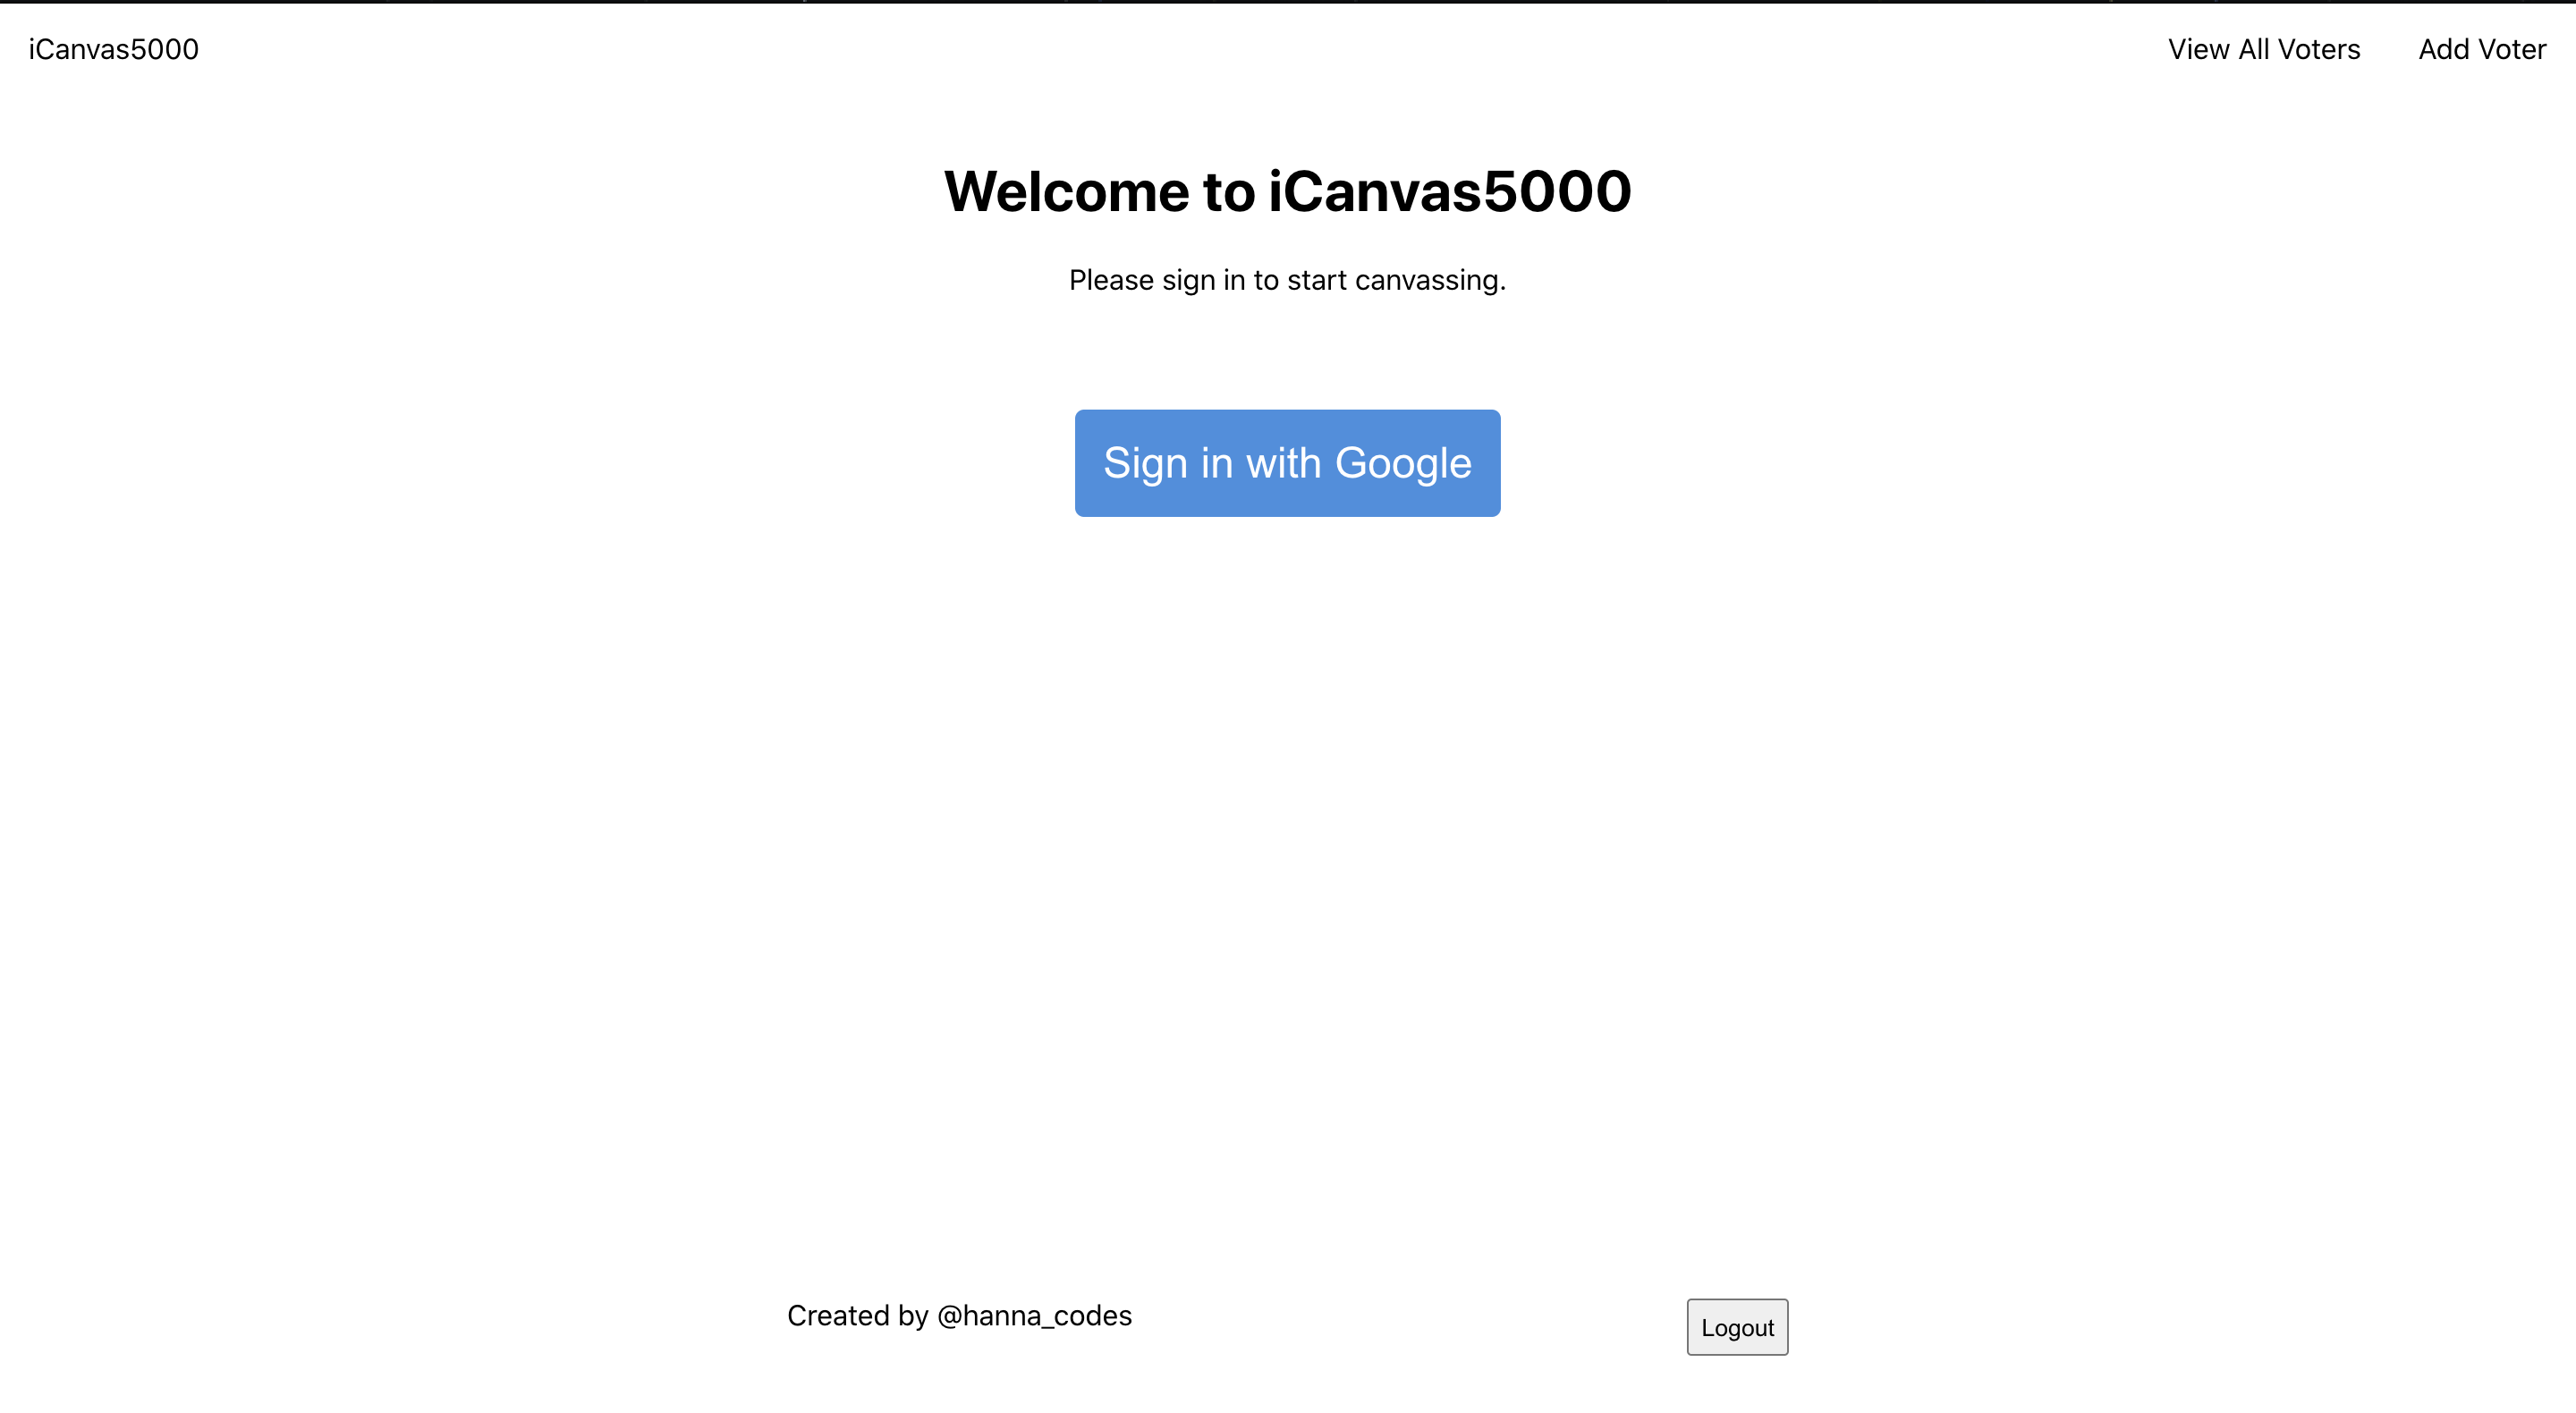 iCanvas5000 View All Voters Add Voter
Welcome to iCanvas5000
Please sign in to start canvassing.
Sign in with Google
Created by @hanna_codes Logout